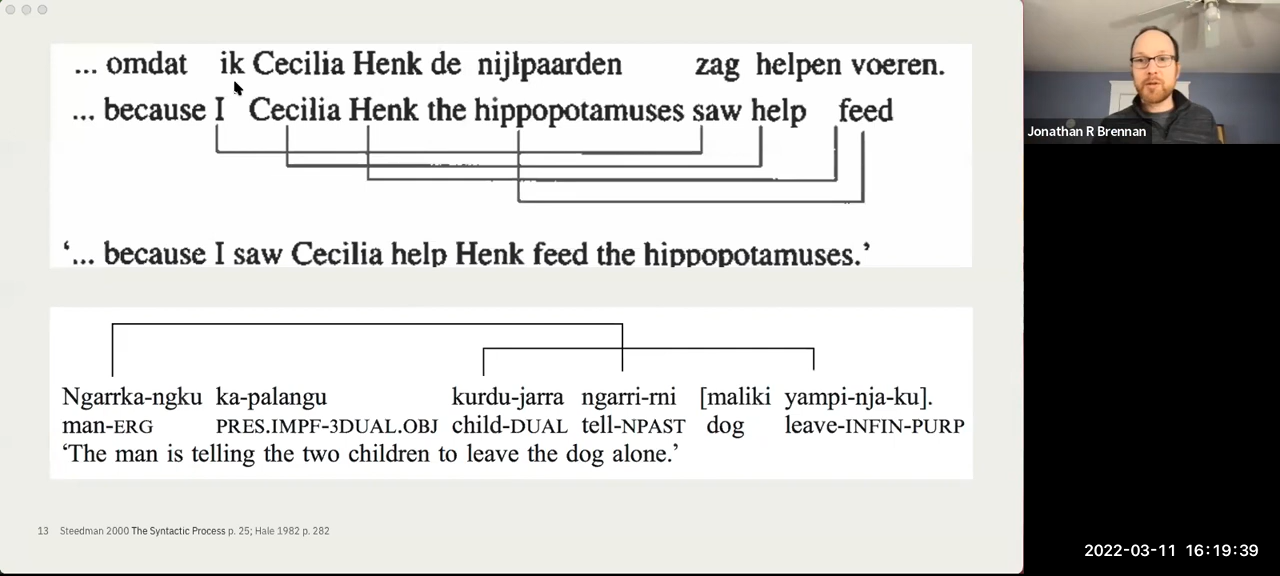 ... omdat ik Cecilia Henk de nijlpaarden zag helpen voeren.
... because I Cecilia Henk the hippopotamuses saw help feed
‘... because I saw Cecilia help Henk feed the hippopotamuses.’
Ngarrka-ngku ka-palangu kurdu-jarra ngarri-rni [maliki yampi-nja-ku].
man-ERG PRES.IMPF-3DUAL.OBJ child-DUAL tell-NPAST dog leave-INFIN-PURP
‘The man is telling the two children to leave the dog alone.’
13 Steedman 2000 The Syntactic Process p. 25; Hale 1982 p. 282
Jonathan R Brennan
2022-03-11 16:19:39